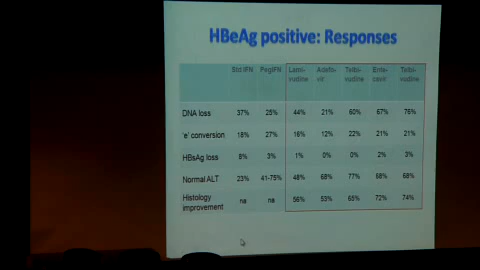 HBeAg positive: Responses
Std IFN PegIFN Lami-vudine Adefo-vir Telbi-vudine Ente-cavir Telbi-vudine
DNA loss 37% 25% 44% 21% 60% 67% 76%
'e' conversion 18% 27% 16% 12% 22% 21% 21%
HBsAg loss 8% 3% 1% 0% 0% 2% 3%
Normal ALT 23% 41-75% 48% 68% 77% 68% 68%
Histology improvement na na 56% 53% 65% 72% 74%